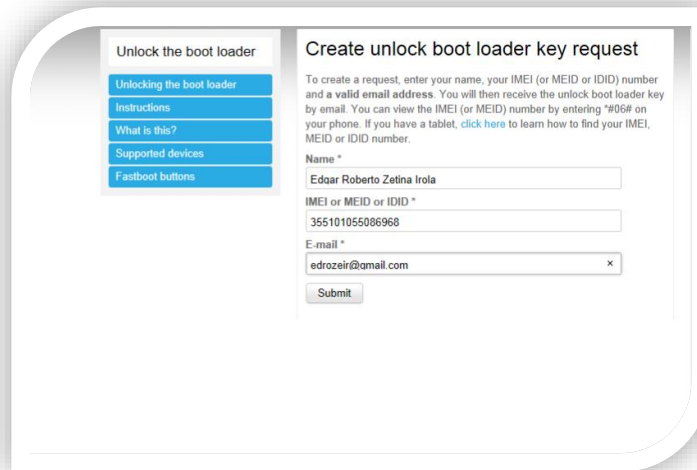 Unlock the boot loader
Unlocking the boot loader
Instructions
What is this?
Supported devices
Fastboot buttons
Create unlock boot loader key request
To create a request, enter your name, your IMEI (or MEID or IDID) number
and a valid email address. You will then receive the unlock boot loader key
by email. You can view the IMEI (or MEID) number by entering *#06# on
your phone. If you have a tablet, click here to learn how to find your IMEI,
MEID or IDID number.
Name *
Edgar Roberto Zetina Irola
IMEI or MEID or IDID *
355101055086968
E-mail *
edrozeir@gmail.com
×
Submit